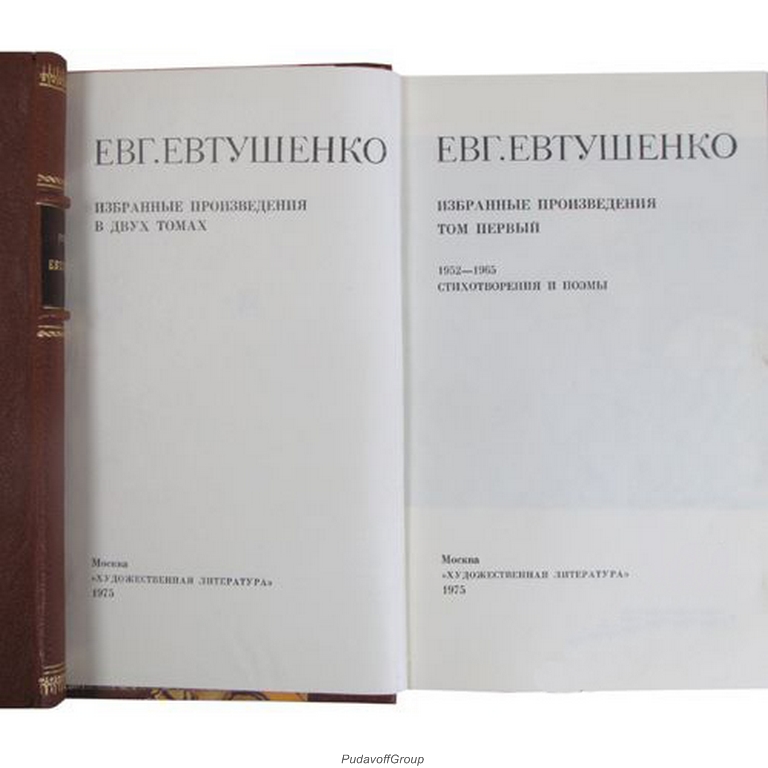 ЕВГ.ЕВТУШЕНКО
ИЗБРАННЫЕ ПРОИЗВЕДЕНИЯ
В ДВУХ ТОМАХ
Москва
«ХУДОЖЕСТВЕННАЯ ЛИТЕРАТУРА»
1975
ЕВГ.ЕВТУШЕНКО
ИЗБРАННЫЕ ПРОИЗВЕДЕНИЯ
ТОМ ПЕРВЫЙ
1952—1965
СТИХОТВОРЕНИЯ И ПОЭМЫ
Москва
«ХУДОЖЕСТВЕННАЯ ЛИТЕРАТУРА»
1975
PudavoffGroup